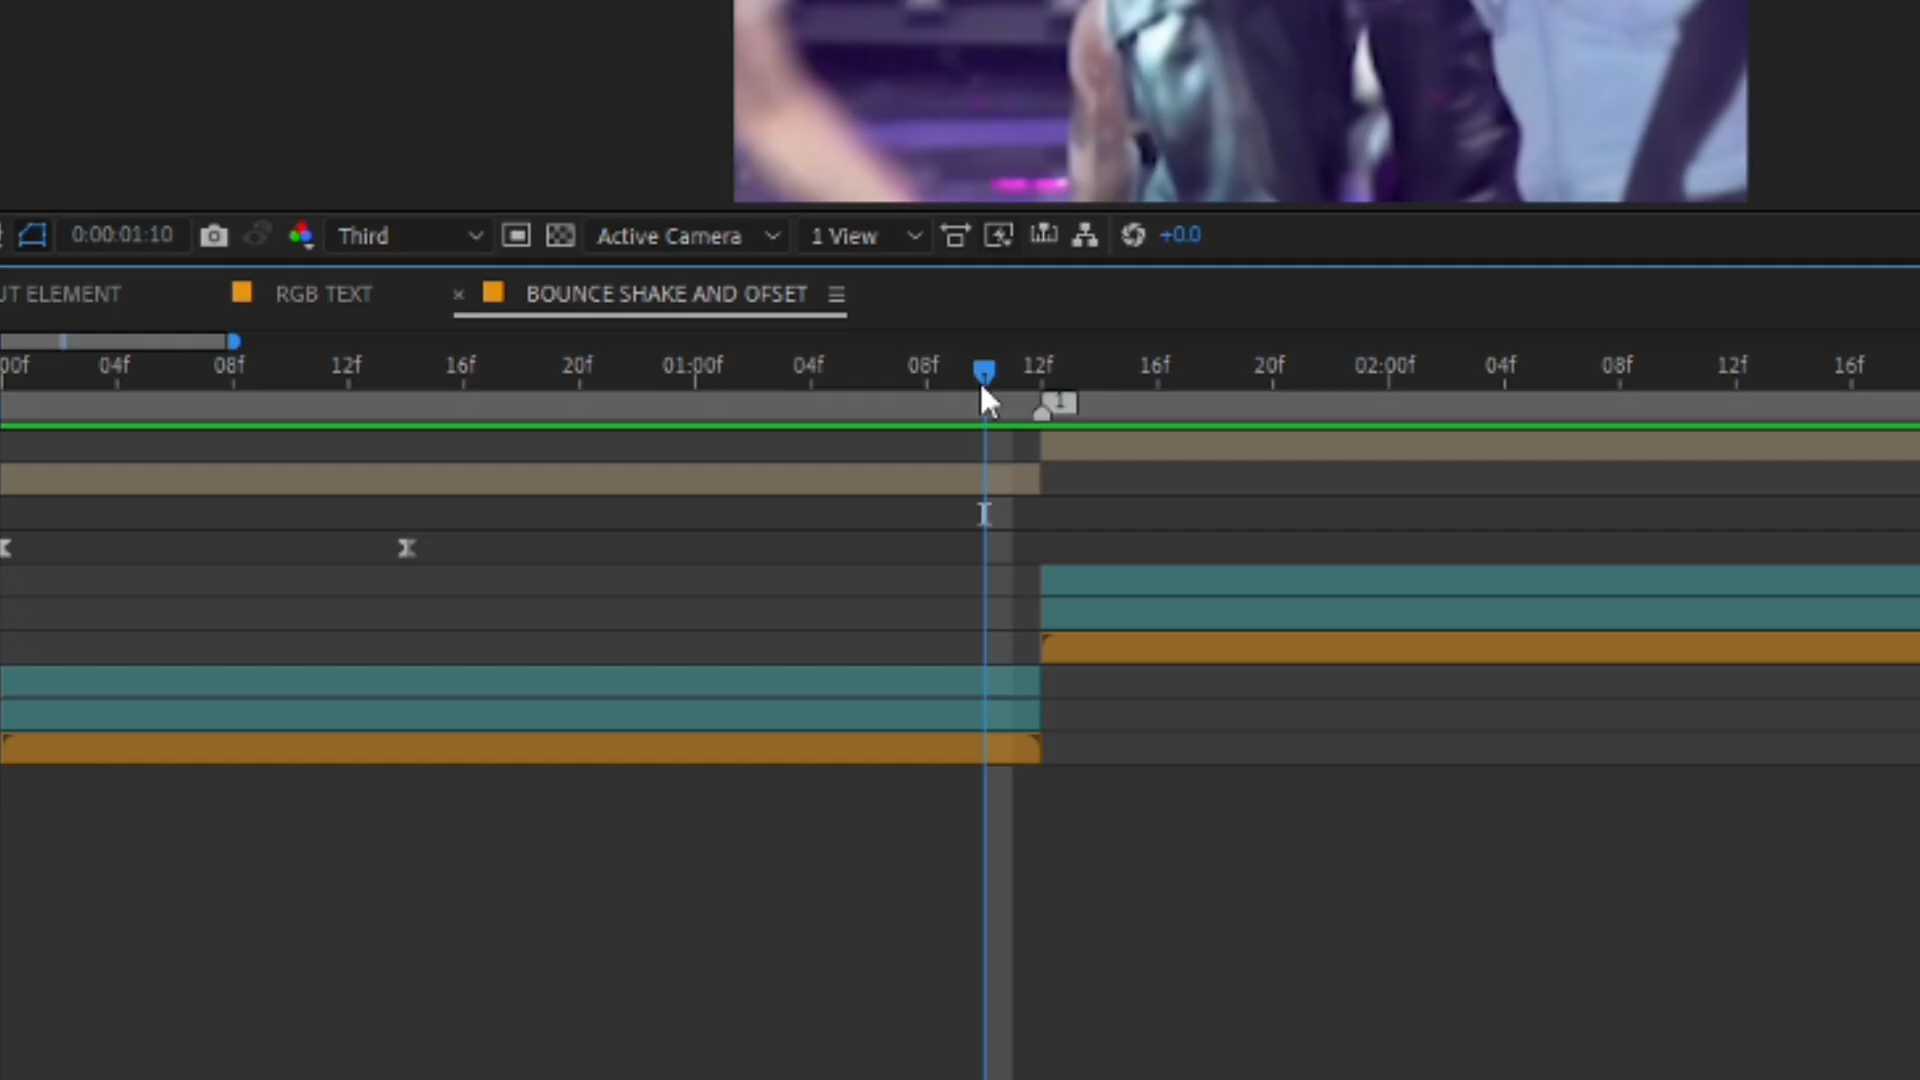 0:00:01:10 Third Active Camera 1 View +0.0
UT ELEMENT RGB TEXT × BOUNCE SHAKE AND OFSET
00f 04f 08f 12f 16f 20f 01:00f 04f 08f 12f 16f 20f 02:00f 04f 08f 12f 16f
1